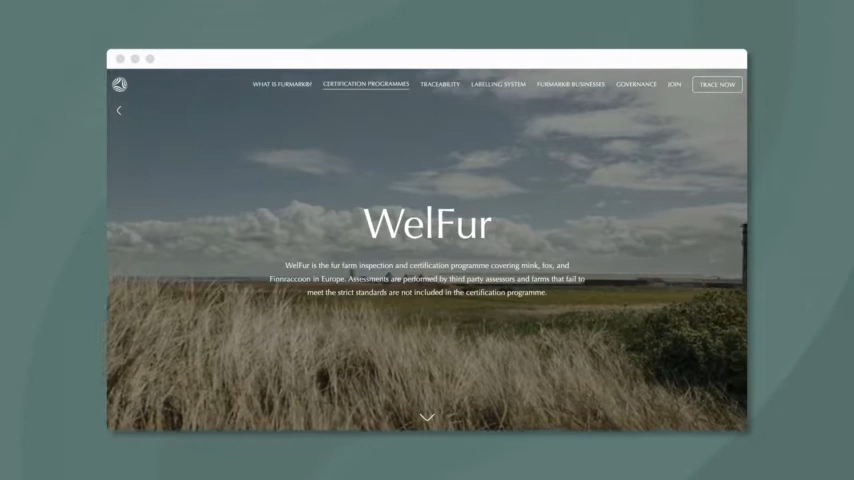 WHAT IS FURMARK®? CERTIFICATION PROGRAMMES TRACEABILITY LABELLING SYSTEM FURMARK® BUSINESSES GOVERNANCE JOIN TRACE NOW
WelFur
WelFur is the fur farm inspection and certification programme covering mink, fox, and
Finnraccoon in Europe. Assessments are performed by third party assessors and farms that fail to
meet the strict standards are not included in the certification programme.